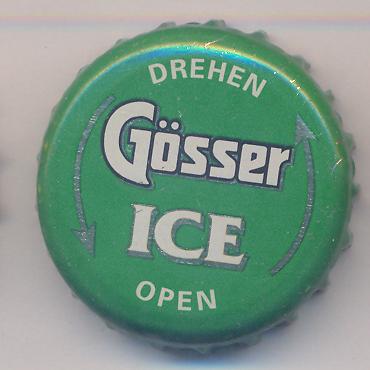 DREHEN
Gösser
ICE
OPEN